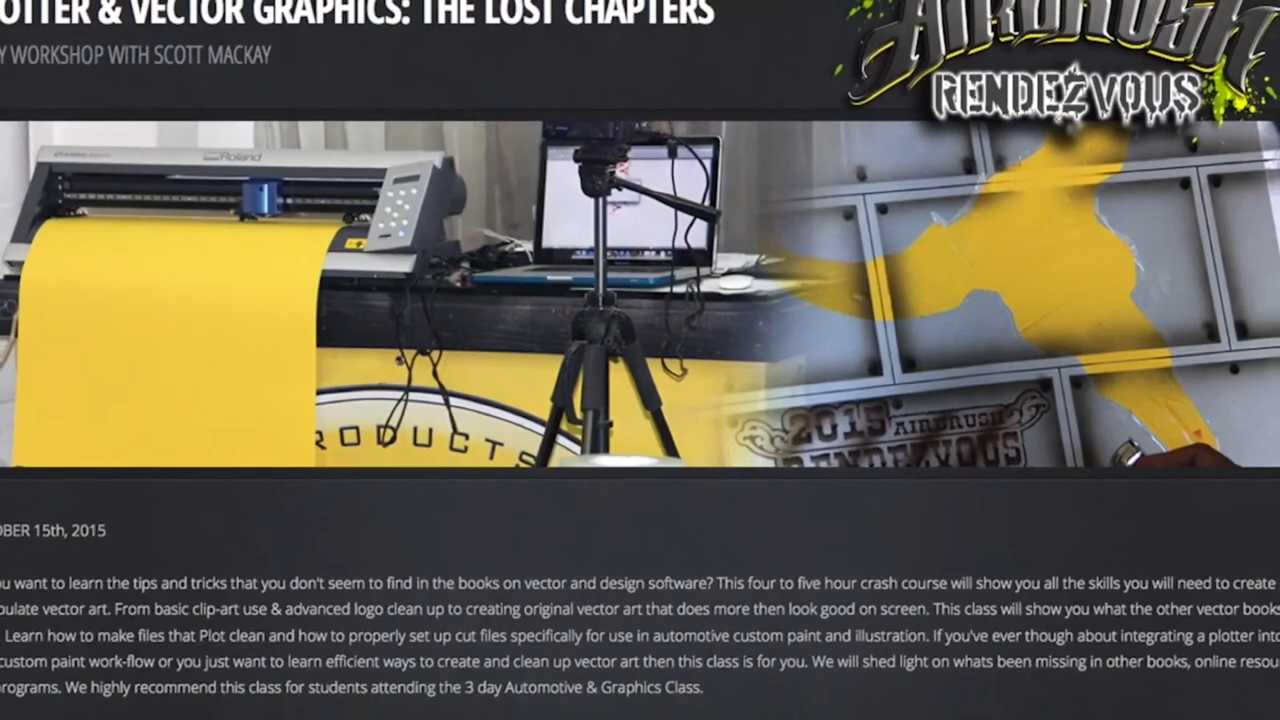 OTTER & VECTOR GRAPHICS: THE LOST CHAPTERS
Y WORKSHOP WITH SCOTT MACKAY
AIRBRUSH
RENDEZVOUS
Roland
RODUCTS
2015 AIRBRUSH
RENDEZVOUS
OBER 15th, 2015
ou want to learn the tips and tricks that you don't seem to find in the books on vector and design software? This four to five hour crash course will show you all the skills you will need to create
pulate vector art. From basic clip-art use & advanced logo clean up to creating original vector art that does more then look good on screen. This class will show you what the other vector books
Learn how to make files that Plot clean and how to properly set up cut files specifically for use in automotive custom paint and illustration. If you've ever though about integrating a plotter into
custom paint work-flow or you just want to learn efficient ways to create and clean up vector art then this class is for you. We will shed light on whats been missing in other books, online resou
rograms. We highly recommend this class for students attending the 3 day Automotive & Graphics Class.